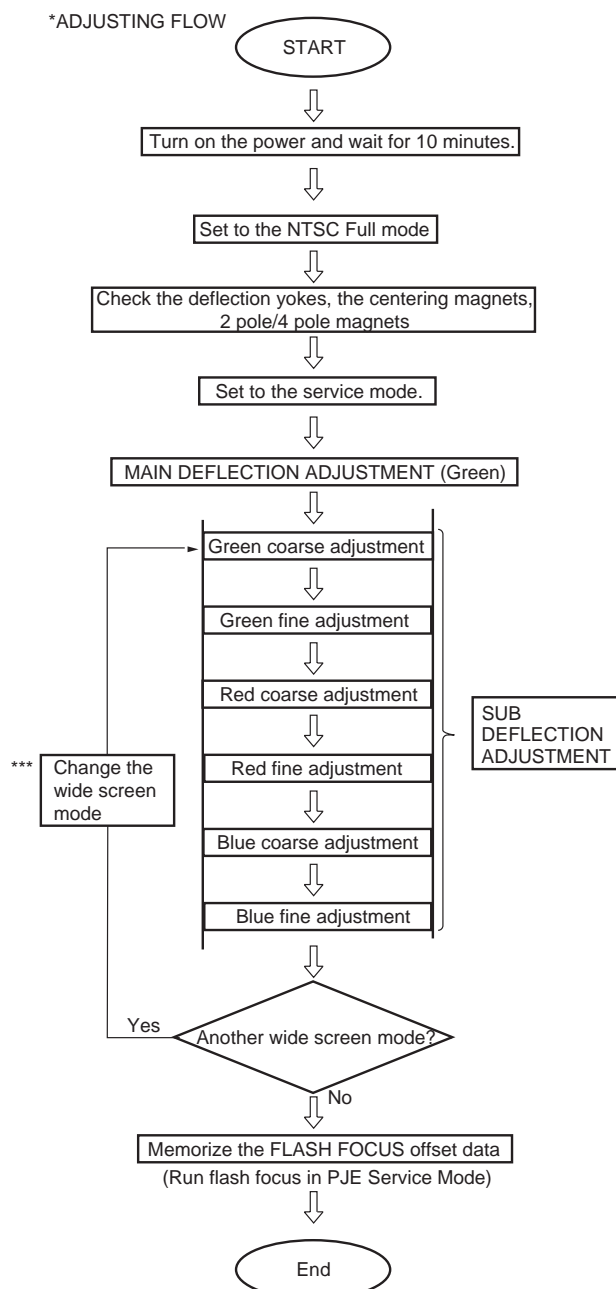 *ADJUSTING FLOW
START
Turn on the power and wait for 10 minutes.
Set to the NTSC Full mode
Check the deflection yokes, the centering magnets,
2 pole/4 pole magnets
Set to the service mode.
MAIN DEFLECTION ADJUSTMENT (Green)
Green coarse adjustment
Green fine adjustment
Red coarse adjustment
SUB
DEFLECTION
ADJUSTMENT
*** Change the
wide screen
mode
Red fine adjustment
Blue coarse adjustment
Blue fine adjustment
Yes
Another wide screen mode?
No
Memorize the FLASH FOCUS offset data
(Run flash focus in PJE Service Mode)
End